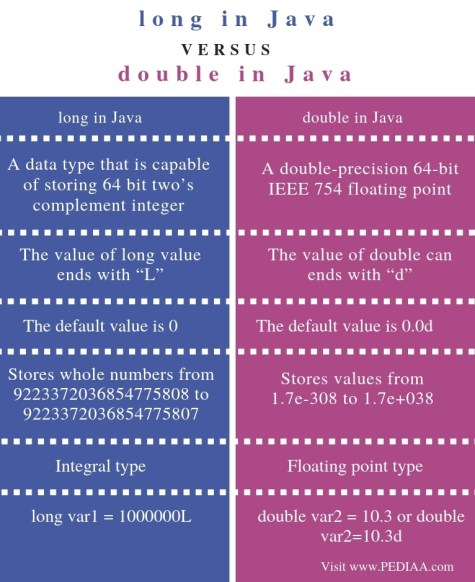 long in Java
VERSUS
double in Java
long in Java
double in Java
A data type that is capable
of storing 64 bit two's
complement integer
A double-precision 64-bit
IEEE 754 floating point
The value of long value
ends with “L”
The value of double can
ends with “d”
The default value is 0
The default value is 0.0d
Stores whole numbers from
9223372036854775808 to
9223372036854775807
Stores values from
1.7e-308 to 1.7e+038
Integral type
Floating point type
long var1 = 1000000L
double var2 = 10.3 or double
var2=10.3d
Visit www.PEDIAA.com